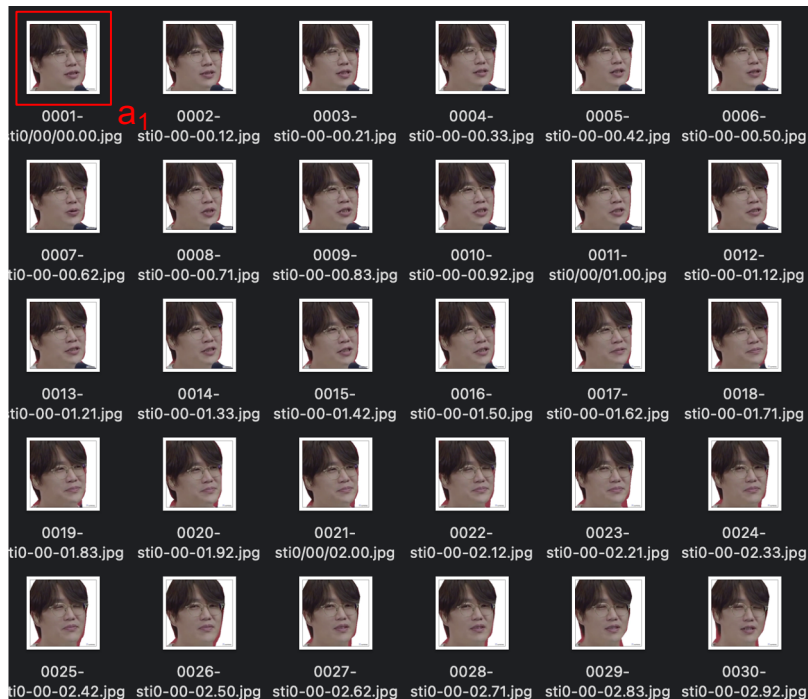 0001-
sti0/00/00.00.jpg
a₁
0002-
sti0-00-00.12.jpg
0003-
sti0-00-00.21.jpg
0004-
sti0-00-00.33.jpg
0005-
sti0-00-00.42.jpg
0006-
sti0-00-00.50.jpg
0007-
ti0-00-00.62.jpg
0008-
sti0-00-00.71.jpg
0009-
sti0-00-00.83.jpg
0010-
sti0-00-00.92.jpg
0011-
sti0/00/01.00.jpg
0012-
sti0-00-01.12.jpg
0013-
ti0-00-01.21.jpg
0014-
sti0-00-01.33.jpg
0015-
sti0-00-01.42.jpg
0016-
sti0-00-01.50.jpg
0017-
sti0-00-01.62.jpg
0018-
sti0-00-01.71.jpg
0019-
ti0-00-01.83.jpg
0020-
sti0-00-01.92.jpg
0021-
sti0/00/02.00.jpg
0022-
sti0-00-02.12.jpg
0023-
sti0-00-02.21.jpg
0024-
sti0-00-02.33.jpg
0025-
ti0-00-02.42.jpg
0026-
sti0-00-02.50.jpg
0027-
sti0-00-02.62.jpg
0028-
sti0-00-02.71.jpg
0029-
sti0-00-02.83.jpg
0030-
sti0-00-02.92.jpg